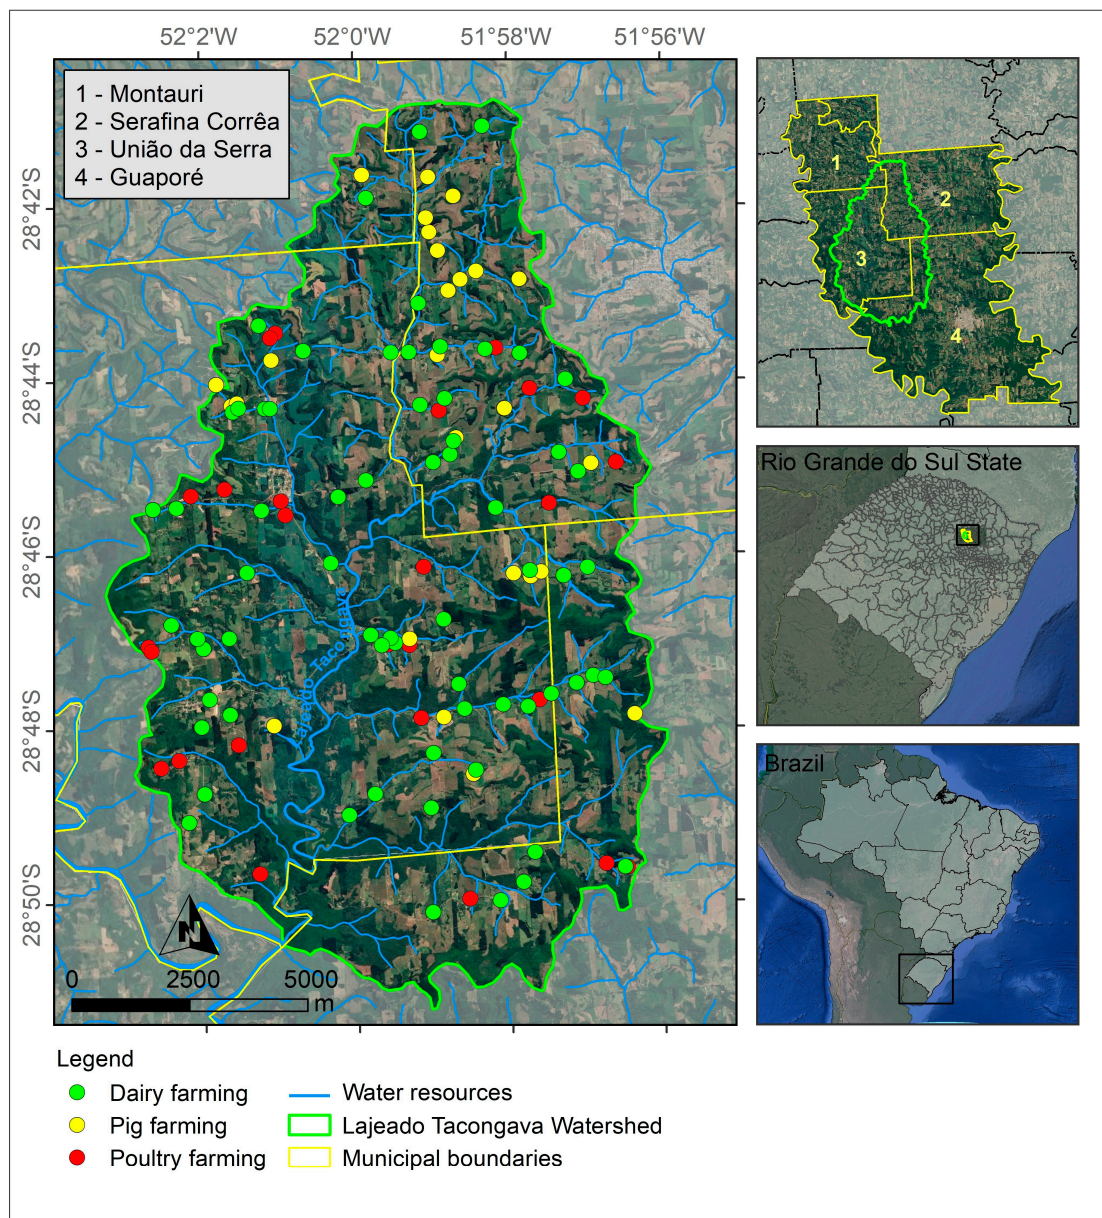 52°2'W 52°0'W 51°58'W 51°56'W
1 - Montauri
2 - Serafina Corrêa
3 - União da Serra
4 - Guaporé
28°42'S
28°44'S
28°46'S
28°48'S
28°50'S
Lajeado Tacongava
N
0 2500 5000
m
1
2
3
4
Rio Grande do Sul State
Brazil
Legend
Dairy farming
Pig farming
Poultry farming
Water resources
Lajeado Tacongava Watershed
Municipal boundaries